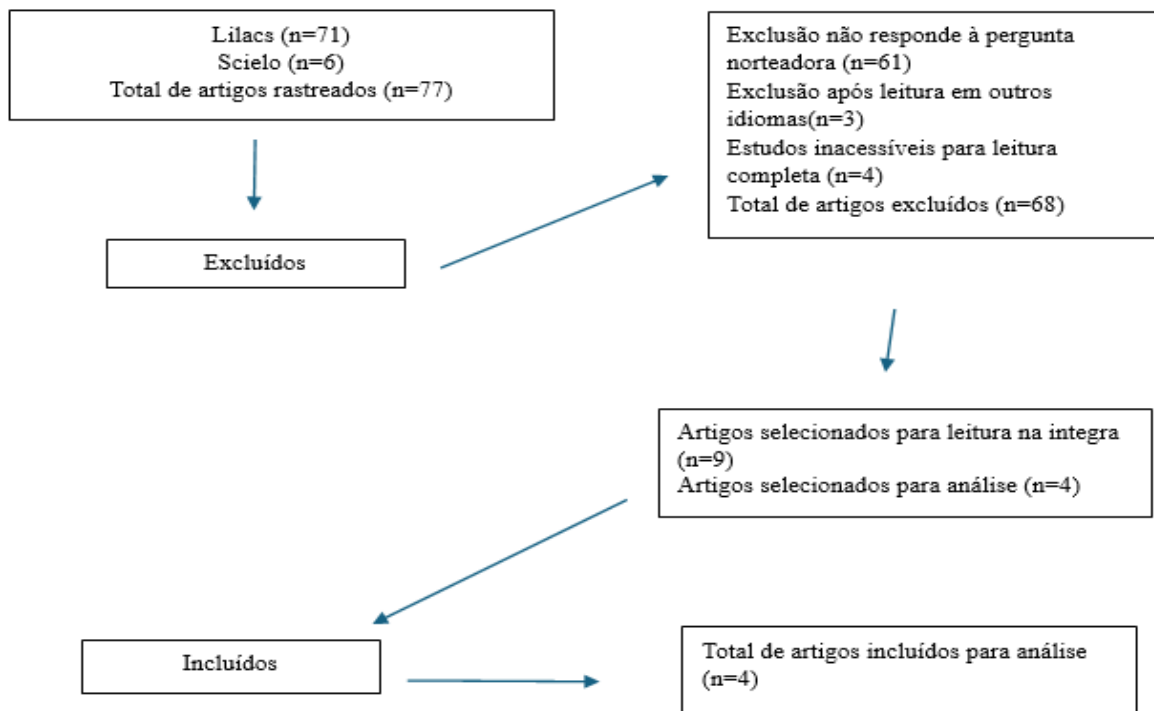 Lilacs (n=71)
Scielo (n=6)
Total de artigos rastreados (n=77)
Exclusão não responde à pergunta
norteadora (n=61)
Exclusão após leitura em outros
idiomas(n=3)
Estudos inacessíveis para leitura
completa (n=4)
Total de artigos excluídos (n=68)
Excluídos
Artigos selecionados para leitura na integra
(n=9)
Artigos selecionados para análise (n=4)
Incluídos
Total de artigos incluídos para análise
(n=4)